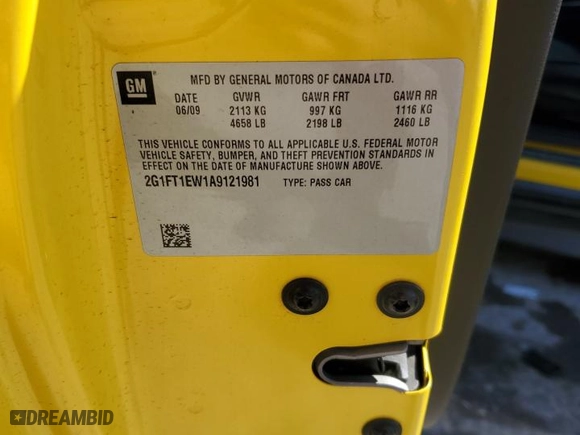 GM
MFD BY GENERAL MOTORS OF CANADA LTD.
DATE GVWR GAWR FRT GAWR RR
06/09 2113 KG 997 KG 1116 KG
4658 LB 2198 LB 2460 LB
THIS VEHICLE CONFORMS TO ALL APPLICABLE U.S. FEDERAL MOTOR
VEHICLE SAFETY, BUMPER, AND THEFT PREVENTION STANDARDS IN
EFFECT ON THE DATE OF MANUFACTURE SHOWN ABOVE.
2G1FT1EW1A9121981 TYPE: PASS CAR
DREAMBID